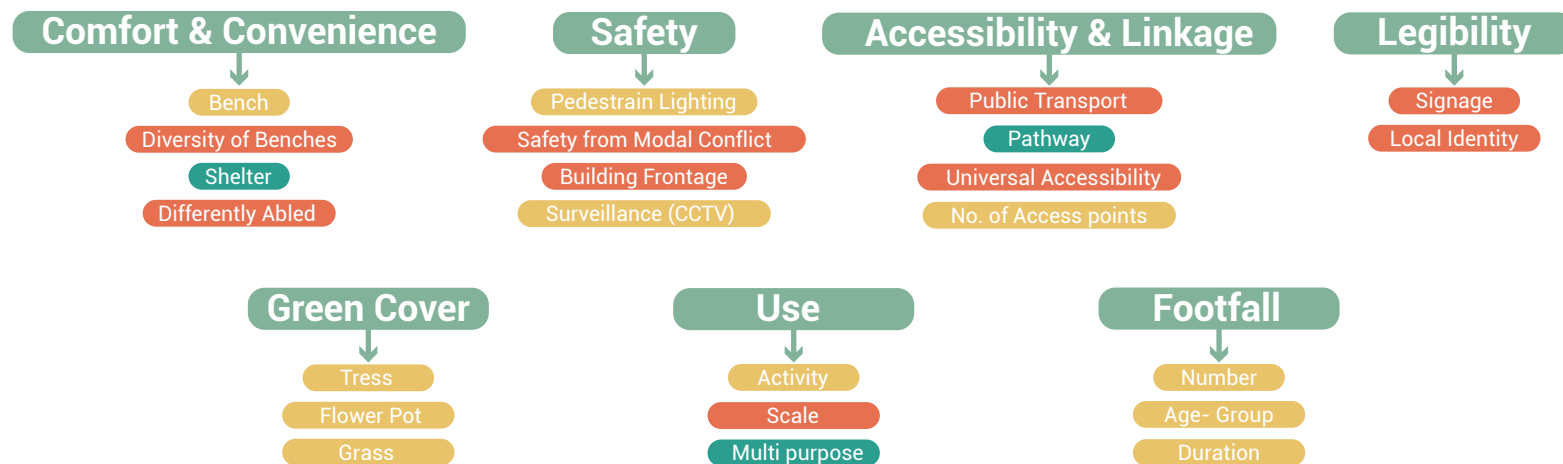 Comfort & Convenience
Bench
Diversity of Benches
Shelter
Differently Abled
Safety
Pedestrain Lighting
Safety from Modal Conflict
Building Frontage
Surveillance (CCTV)
Accessibility & Linkage
Public Transport
Pathway
Universal Accessibility
No. of Access points
Legibility
Signage
Local Identity
Green Cover
Tress
Flower Pot
Grass
Use
Activity
Scale
Multi purpose
Footfall
Number
Age- Group
Duration